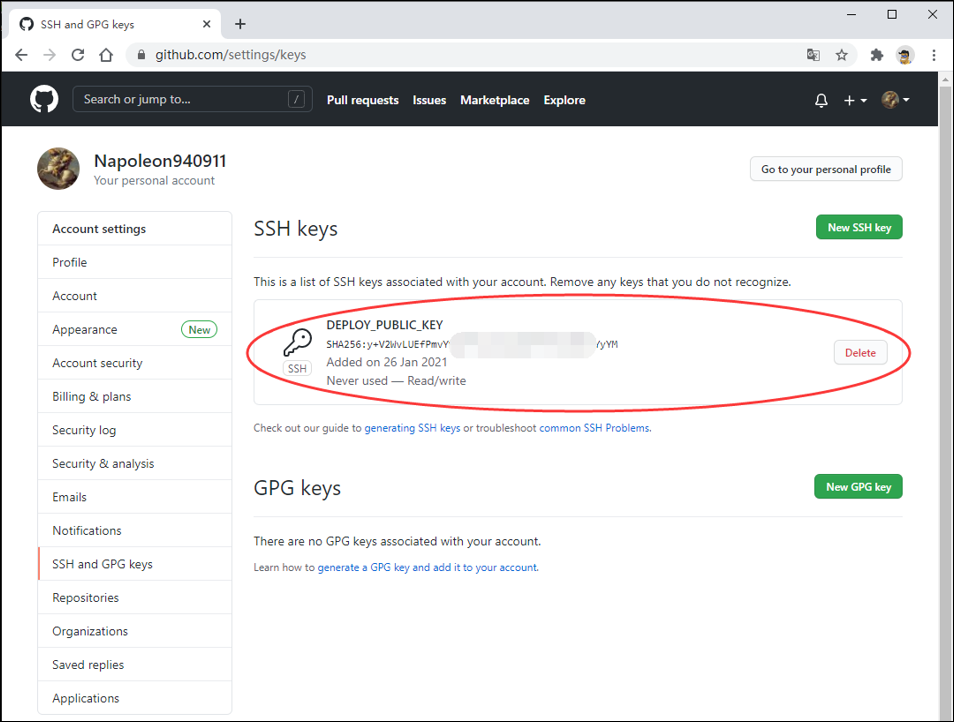 SSH and GPG keys
github.com/settings/keys
Search or jump to... / Pull requests Issues Marketplace Explore
Napoleon940911
Your personal account
Go to your personal profile
Account settings
Profile
Account
Appearance New
Account security
Billing & plans
Security log
Security & analysis
Emails
Notifications
SSH and GPG keys
Repositories
Organizations
Saved replies
Applications
SSH keys
New SSH key
This is a list of SSH keys associated with your account. Remove any keys that you do not recognize.
DEPLOY_PUBLIC_KEY
SHA256:y+V2WvLUEfPmvY YyYM
Added on 26 Jan 2021
Never used — Read/write
SSH
Delete
Check out our guide to generating SSH keys or troubleshoot common SSH Problems.
GPG keys
New GPG key
There are no GPG keys associated with your account.
Learn how to generate a GPG key and add it to your account.